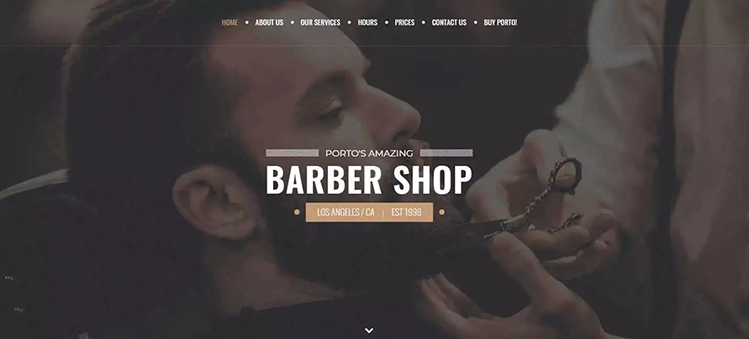 HOME • ABOUT US • OUR SERVICES • HOURS • PRICES • CONTACT US • BUY PORTO!
PORTO'S AMAZING
BARBER SHOP
LOS ANGELES / CA | EST 1999